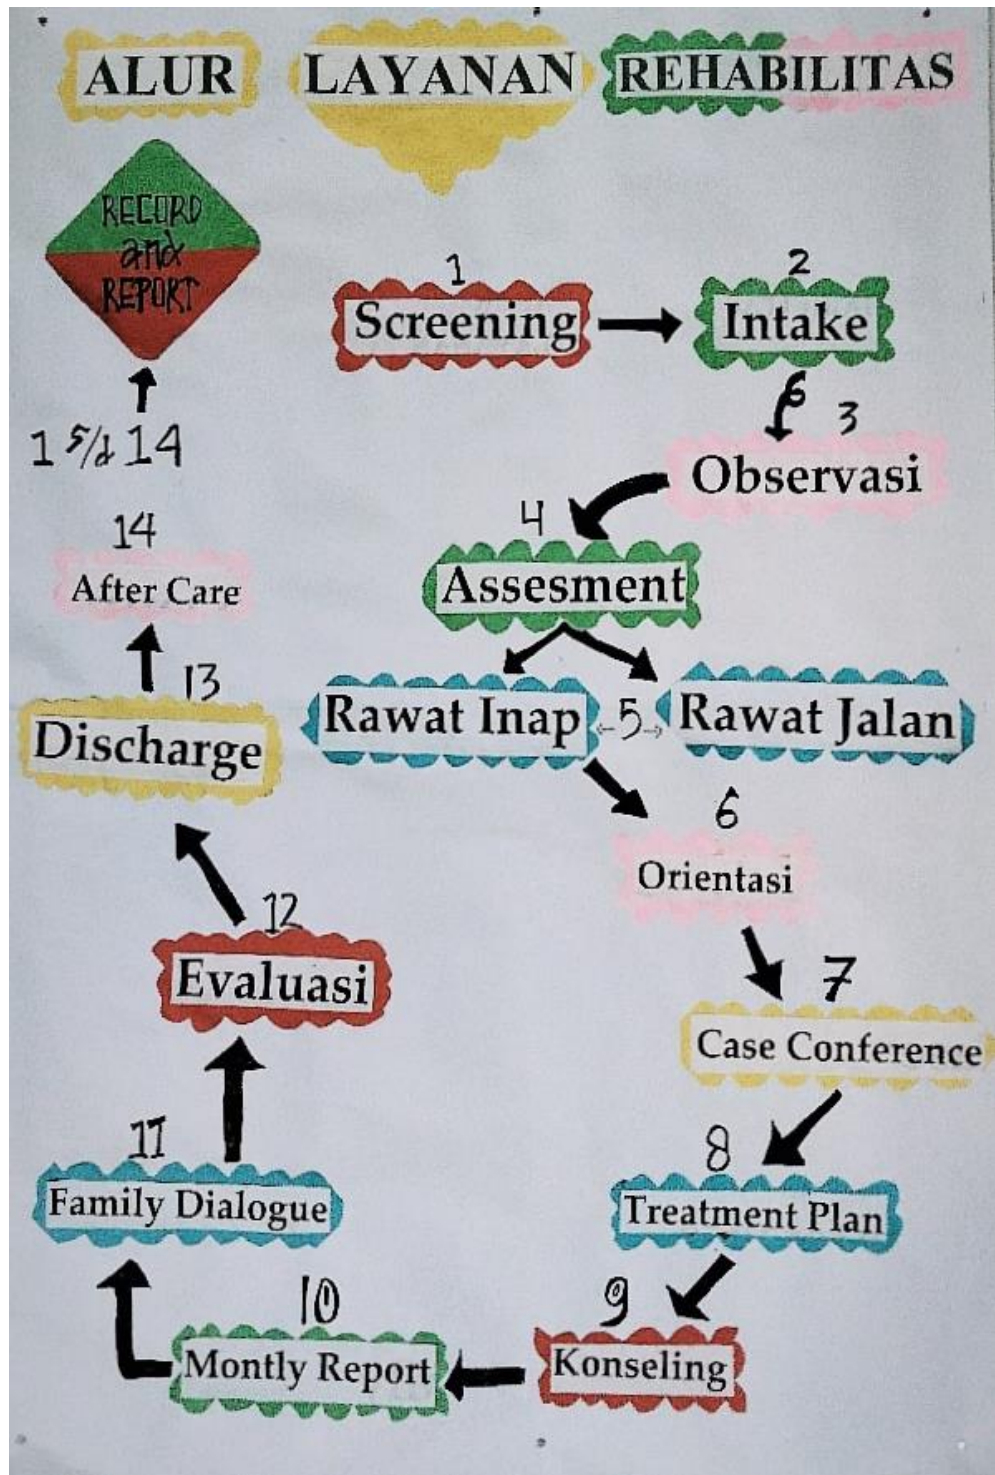 ALUR LAYANAN REHABILITAS
RECORD
and
REPORT
1 s/d 14
1
Screening
2
Intake
3
Observasi
4
Assesment
Rawat Inap
5
Rawat Jalan
6
Orientasi
7
Case Conference
8
Treatment Plan
9
Konseling
10
Montly Report
11
Family Dialogue
12
Evaluasi
13
Discharge
14
After Care